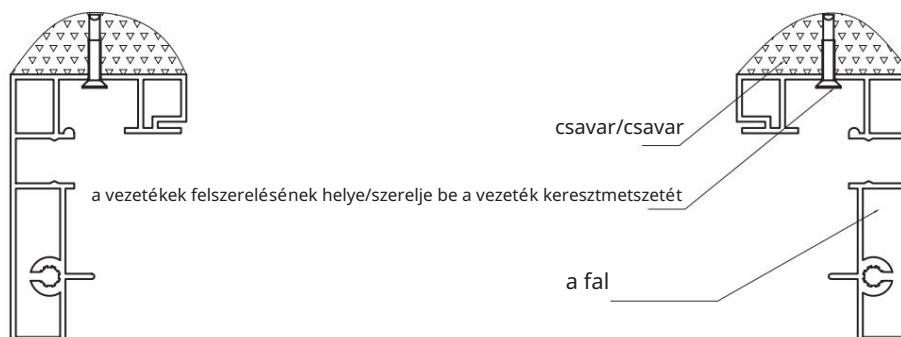 csavar/csavar
a vezetékek felszerelésének helye/szerelje be a vezeték keresztmetszetét
a fal